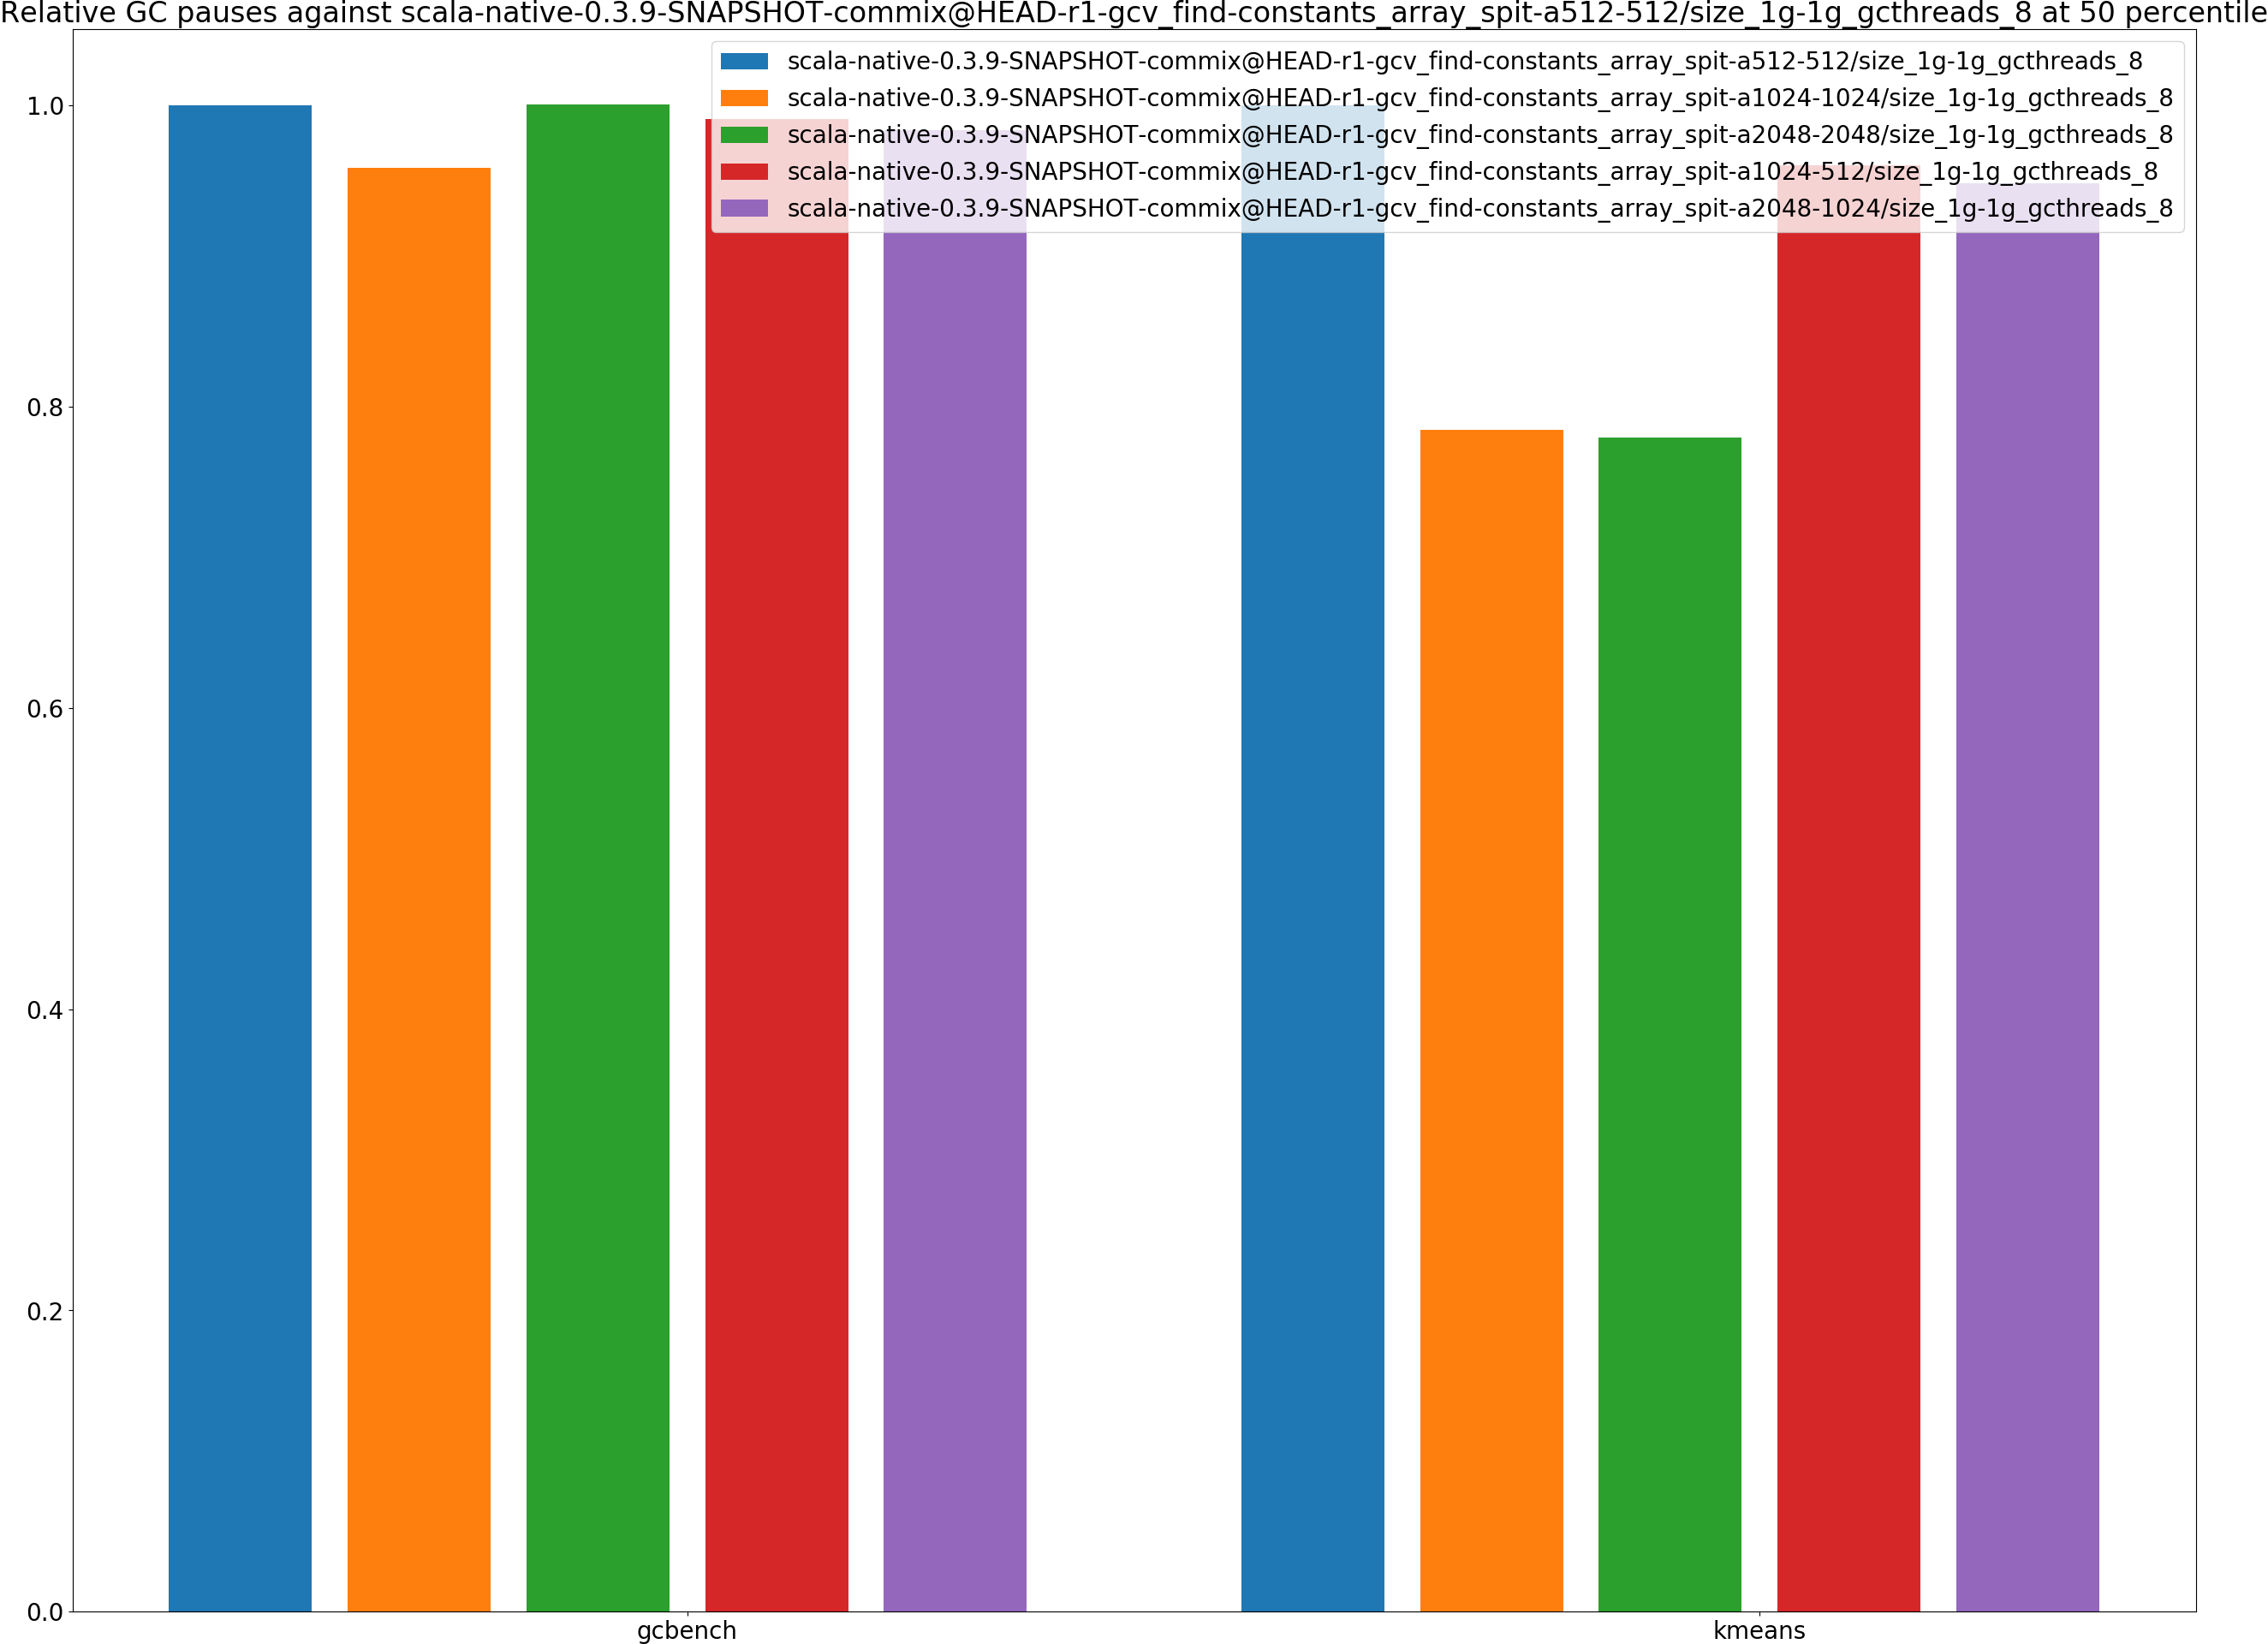 Relative GC pauses against scala-native-0.3.9-SNAPSHOT-commix@HEAD-r1-gcv_find-constants_array_spit-a512-512/size_1g-1g_gcthreads_8 at 50 percentile
scala-native-0.3.9-SNAPSHOT-commix@HEAD-r1-gcv_find-constants_array_spit-a512-512/size_1g-1g_gcthreads_8
scala-native-0.3.9-SNAPSHOT-commix@HEAD-r1-gcv_find-constants_array_spit-a1024-1024/size_1g-1g_gcthreads_8
scala-native-0.3.9-SNAPSHOT-commix@HEAD-r1-gcv_find-constants_array_spit-a2048-2048/size_1g-1g_gcthreads_8
scala-native-0.3.9-SNAPSHOT-commix@HEAD-r1-gcv_find-constants_array_spit-a1024-512/size_1g-1g_gcthreads_8
scala-native-0.3.9-SNAPSHOT-commix@HEAD-r1-gcv_find-constants_array_spit-a2048-1024/size_1g-1g_gcthreads_8
1.0
0.8
0.6
0.4
0.2
0.0
gcbench
kmeans